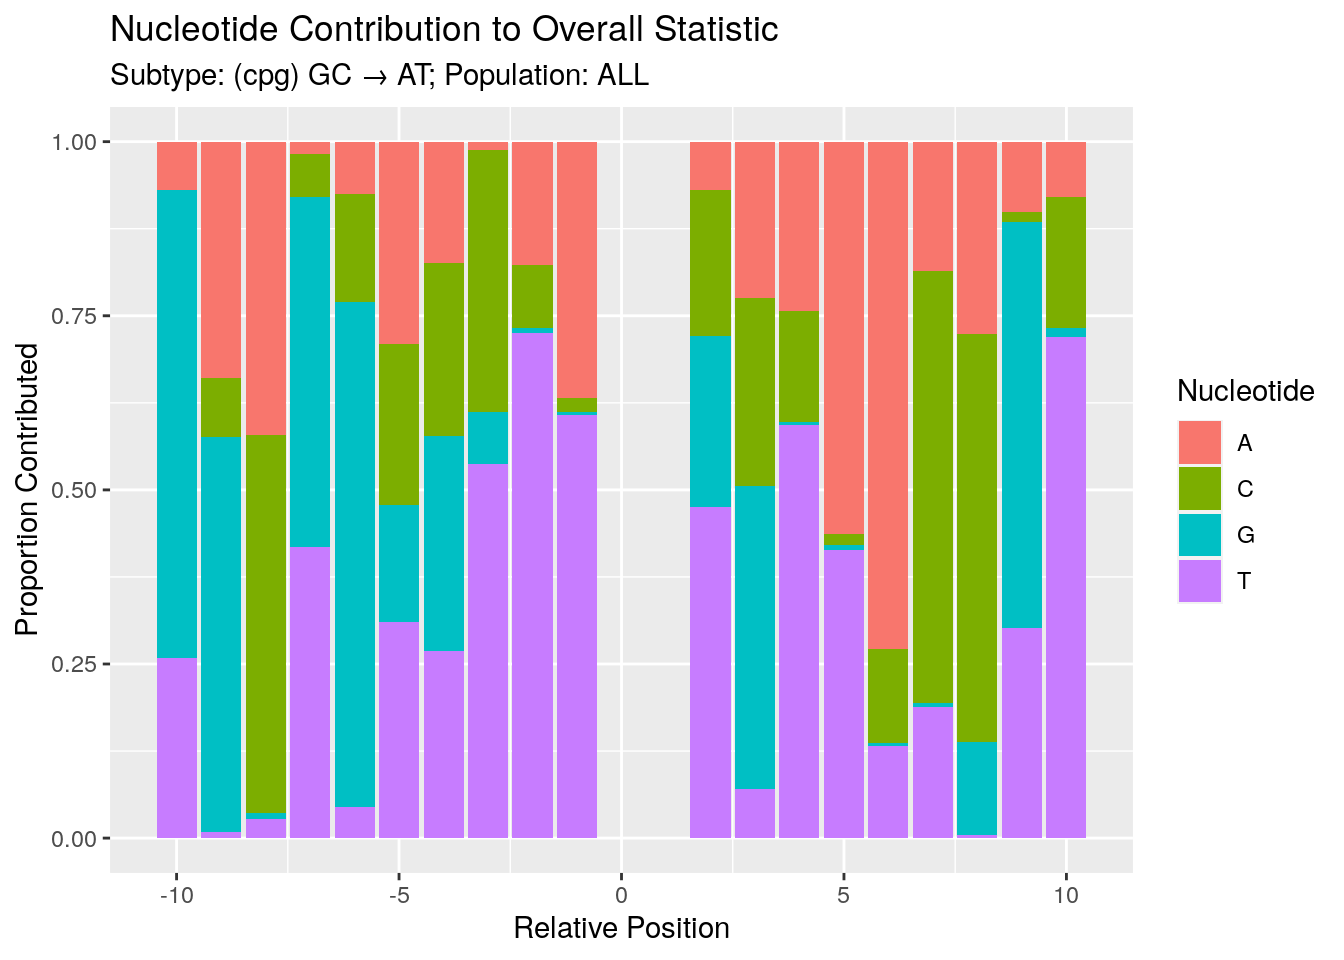 Nucleotide Contribution to Overall Statistic
Subtype: (cpg) GC → AT; Population: ALL
1.00
0.75
0.50
0.25
0.00
Proportion Contributed
-10
-5
0
5
10
Relative Position
Nucleotide
A
C
G
T